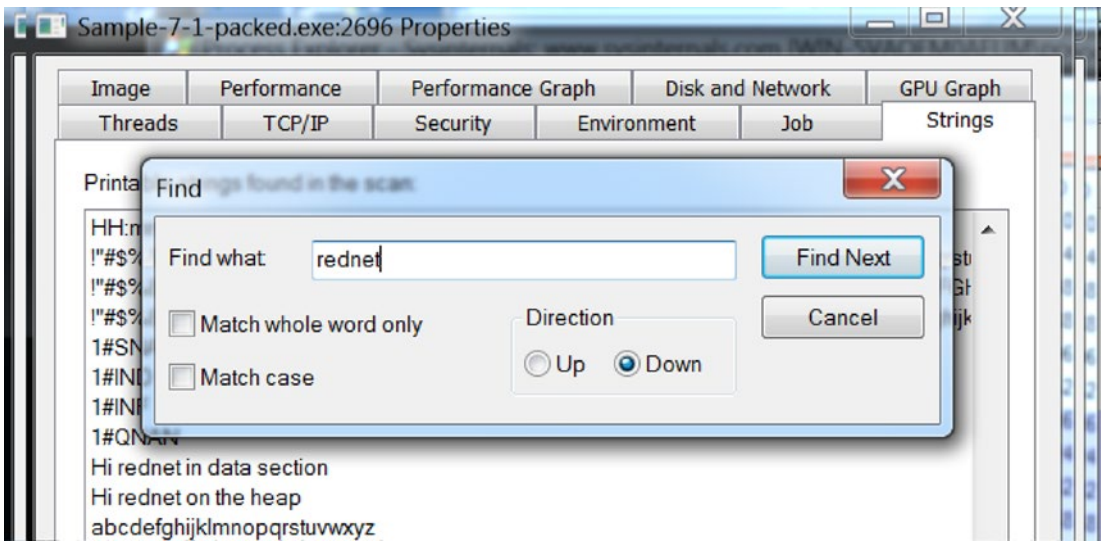 Sample-7-1-packed.exe:2696 Properties
Image Performance Performance Graph Disk and Network GPU Graph
Threads TCP/IP Security Environment Job Strings
Printa
Find
HH:m
Find what: rednet Find Next
!"#$%
!"#$%
!"#$%
Match whole word only Direction Cancel
1#SN
Up Down
1#IND
Match case
1#INF
1#QNAN
Hi rednet in data section
Hi rednet on the heap
abcdefghijklmnopqrstuvwxyz